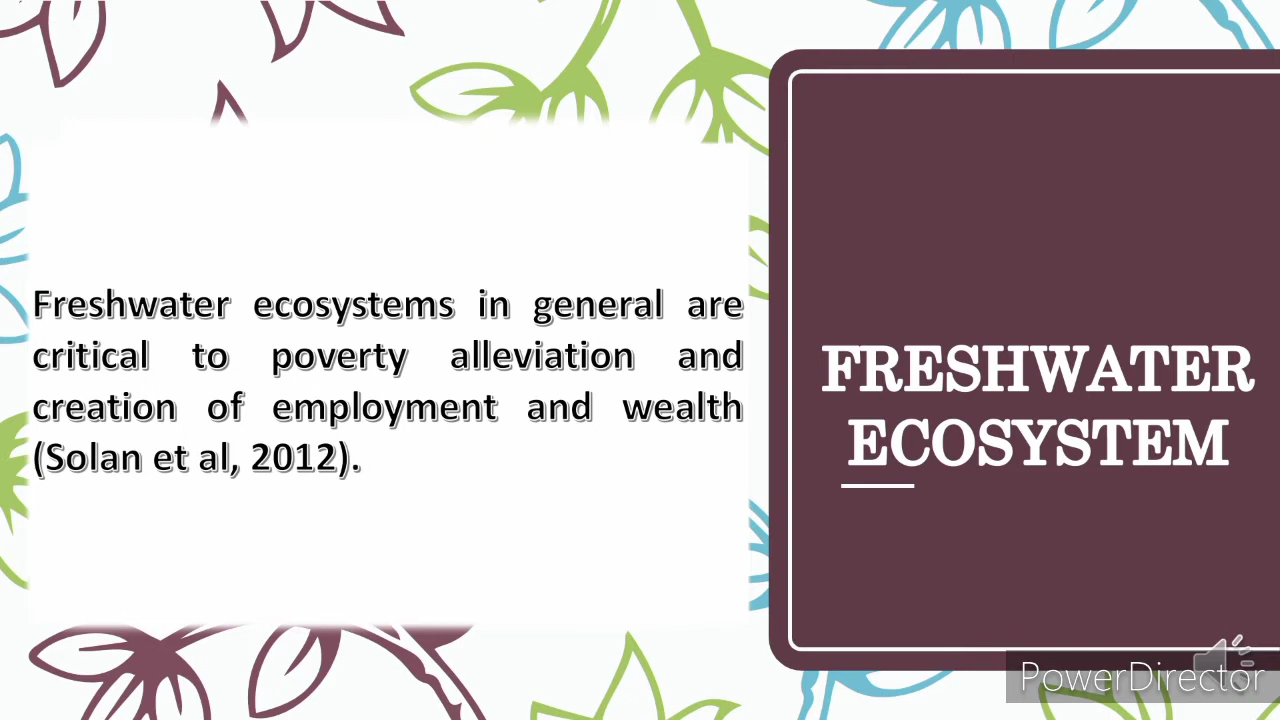 Freshwater ecosystems in general are
critical to poverty alleviation and
creation of employment and wealth
(Solan et al, 2012).
FRESHWATER
ECOSYSTEM
PowerDirector